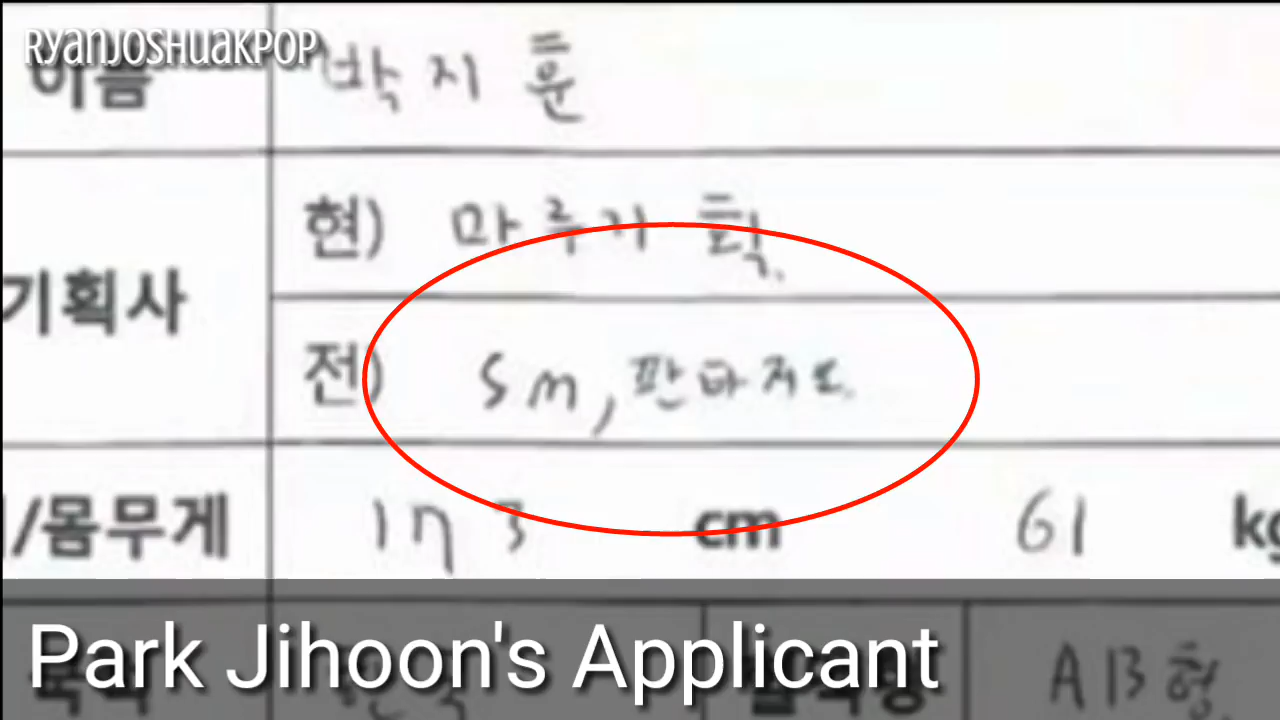 RyanJoshuaKpop
이름 박지훈
현) 마루기획.
기획사
전) Sm, 판타지오.
/몸무게 173 cm 61 kg
Park Jihoon's Applicant
AB형